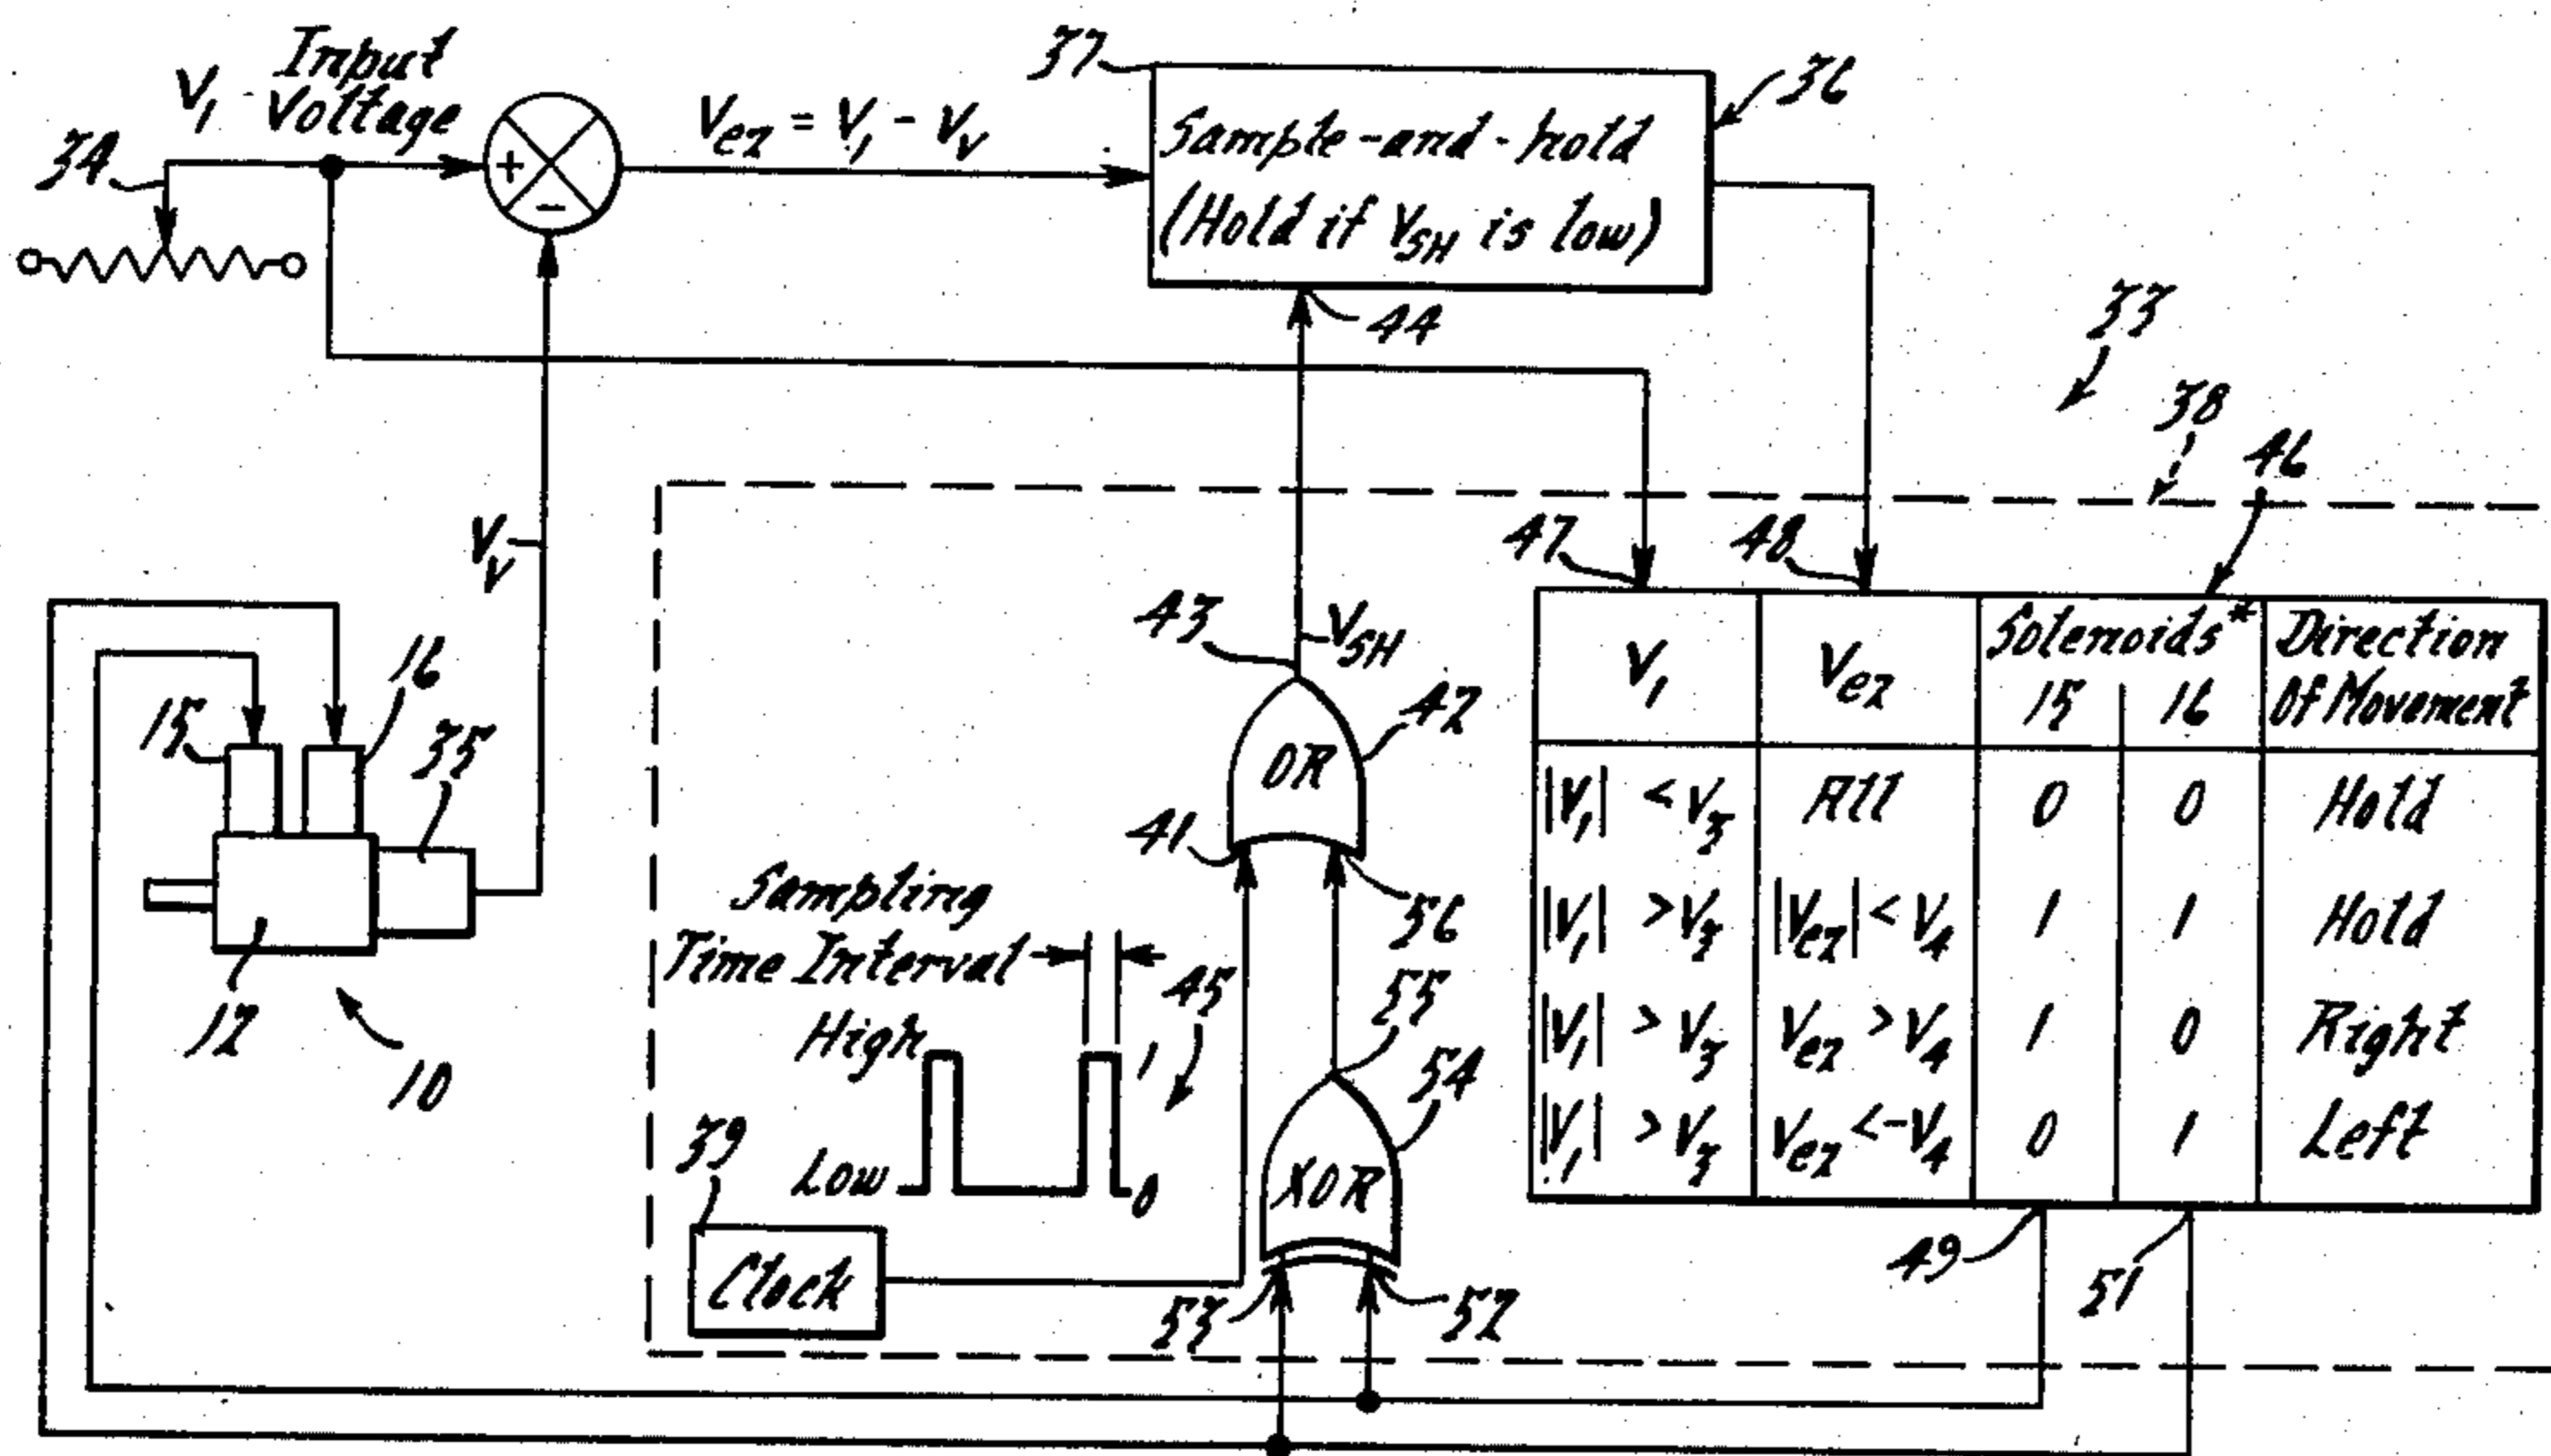 Input
V1 Voltage
34
+
−
Vez = V1 − Vv
37
36
Sample-and-hold
(Hold if VSH is low)
44
33
38
46
47
48
Vv
43
VSH
16
15
35
42
OR
41
56
12
10
Sampling
Time Interval
45
High
1
Low
0
55
54
39
Clock
XOR
53
52
V1 Vez Solenoids* Direction
15 16 Of Movement
|V1| < V3 All 0 0 Hold
|V1| > V3 |Vez| < V4 1 1 Hold
|V1| > V3 Vez > V4 1 0 Right
|V1| > V3 Vez < -V4 0 1 Left
49
51